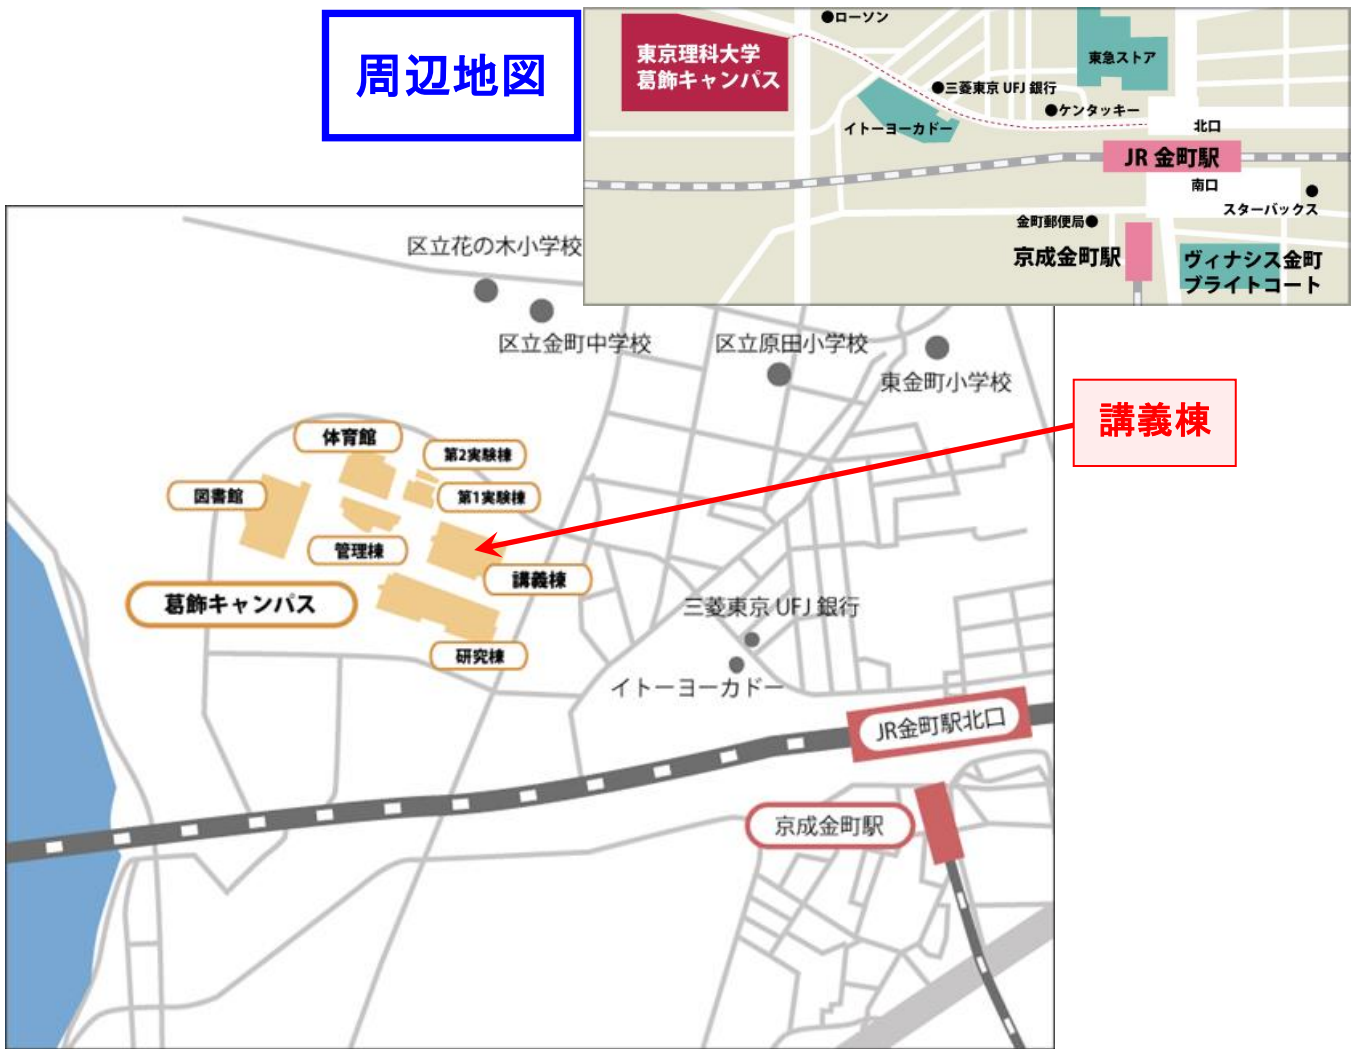 周辺地図
ローソン
東京理科大学
葛飾キャンパス
東急ストア
三菱東京 UFJ 銀行
ケンタッキー
イトーヨーカドー
北口
JR 金町駅
南口
スターバックス
金町郵便局
京成金町駅
ヴィナシス金町
ブライトコート
区立花の木小学校
区立金町中学校
区立原田小学校
東金町小学校
講義棟
体育館
第2実験棟
図書館
第1実験棟
管理棟
講義棟
葛飾キャンパス
研究棟
三菱東京 UFJ 銀行
イトーヨーカドー
JR金町駅北口
京成金町駅